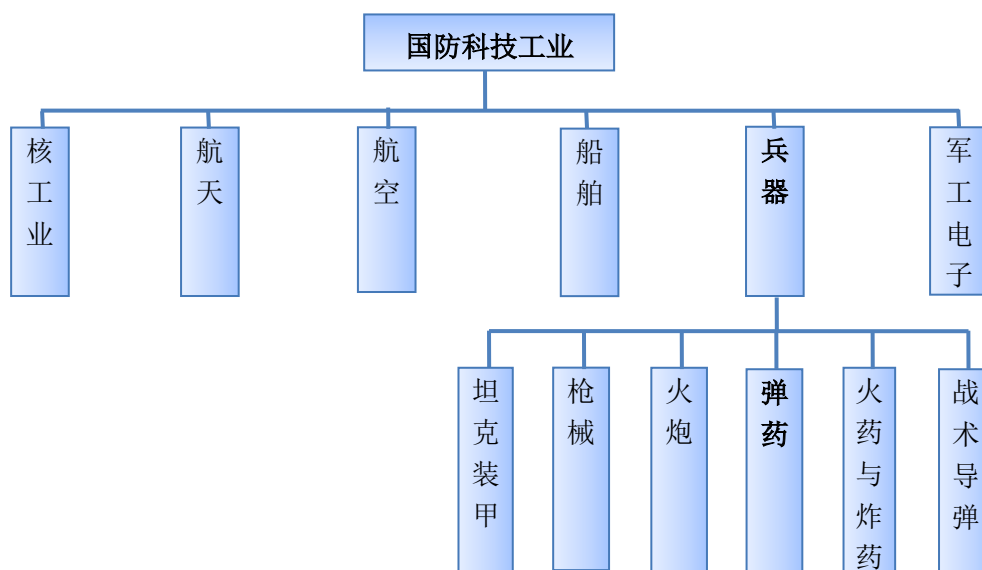 国防科技工业
核工业
航天
航空
船舶
兵器
军工电子
坦克装甲
枪械
火炮
弹药
火药与炸药
战术导弹